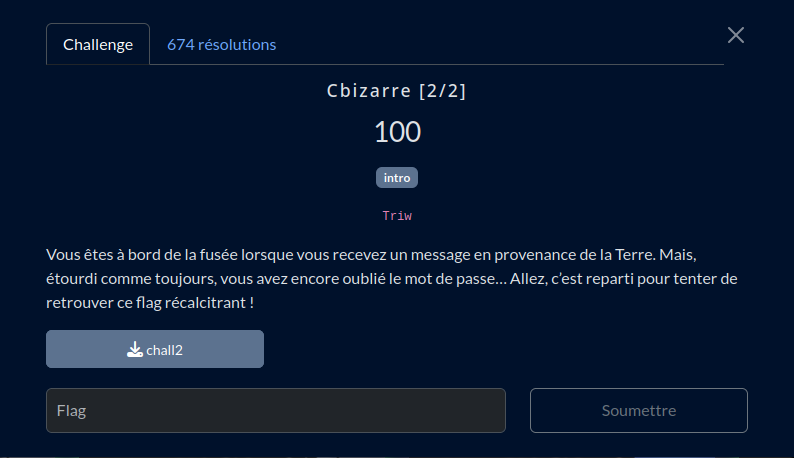 Challenge
674 résolutions
Cbizarre [2/2]
100
intro
Triw
Vous êtes à bord de la fusée lorsque vous recevez un message en provenance de la Terre. Mais,
étourdi comme toujours, vous avez encore oublié le mot de passe… Allez, c’est reparti pour tenter de
retrouver ce flag récalcitrant !
chall2
Flag
Soumettre